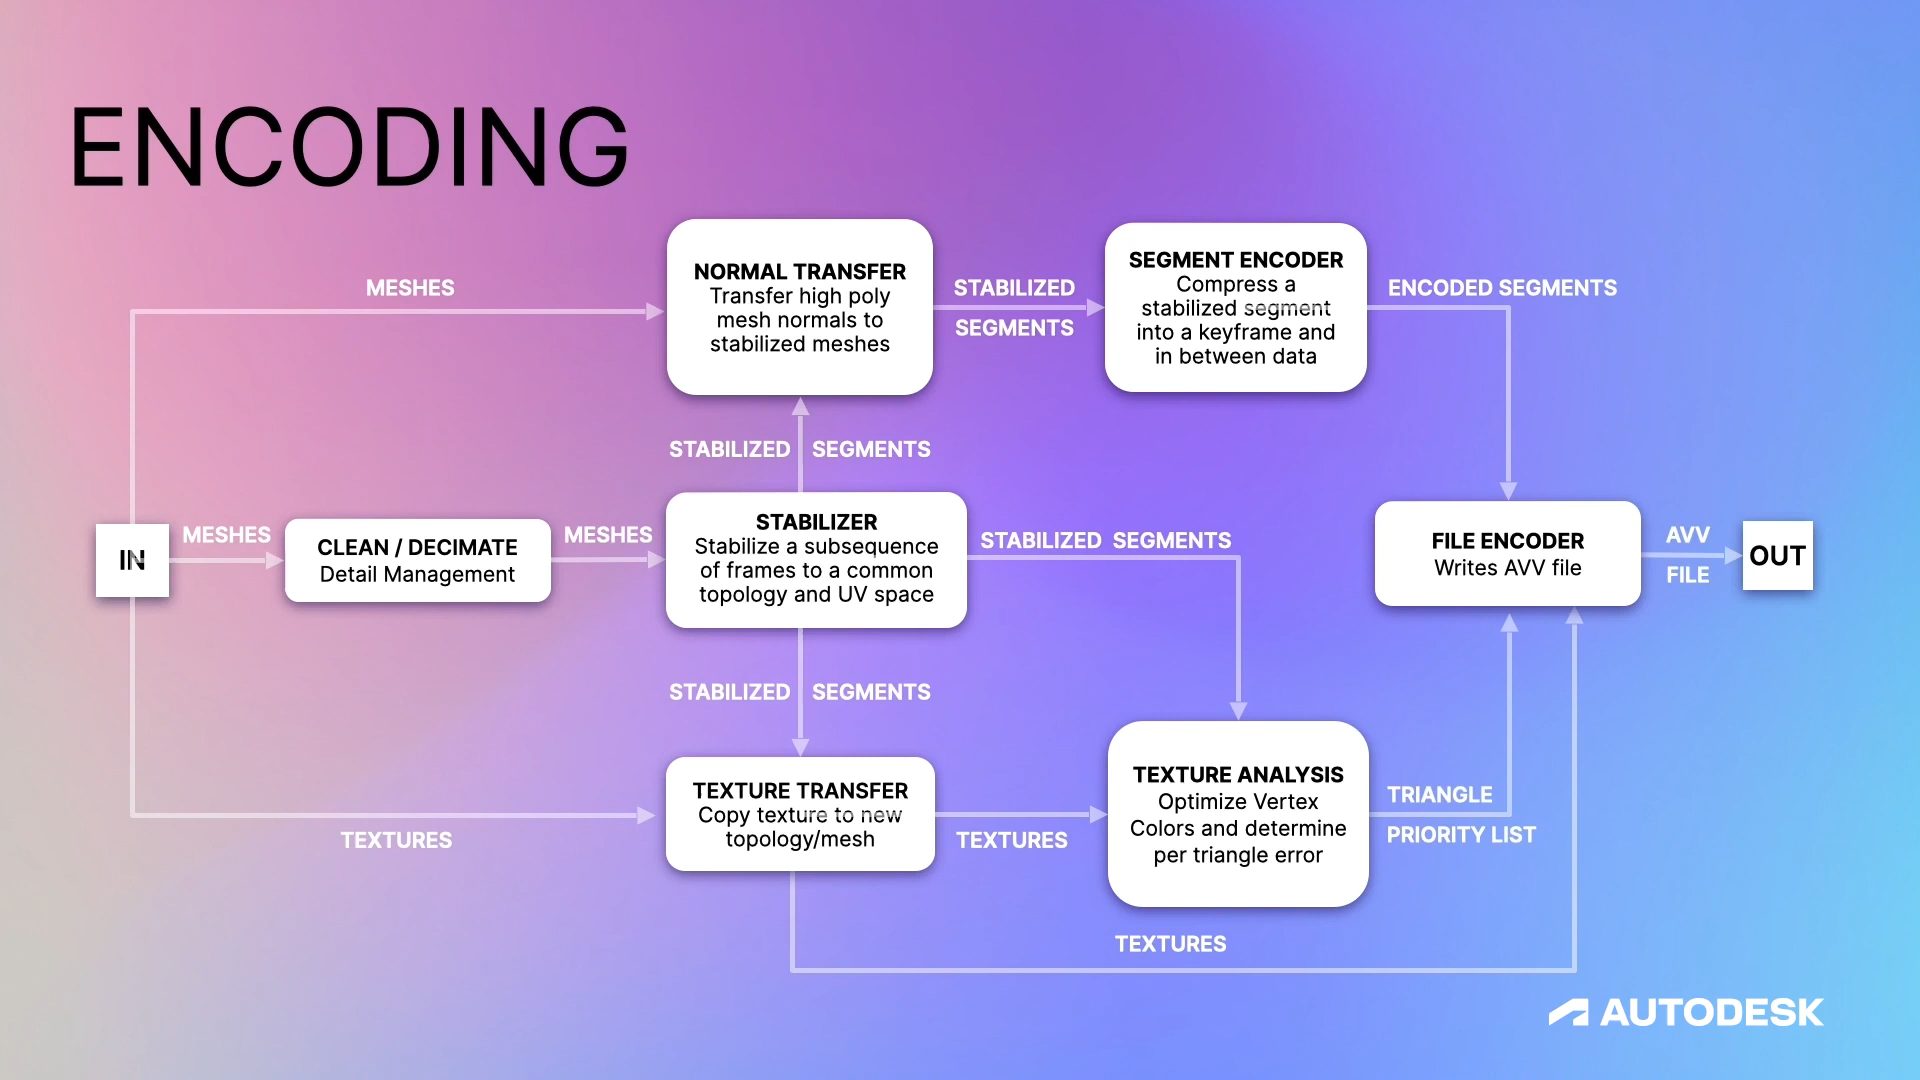 ENCODING
MESHES
NORMAL TRANSFER
Transfer high poly
mesh normals to
stabilized meshes
STABILIZED
SEGMENTS
SEGMENT ENCODER
Compress a
stabilized segment
into a keyframe and
in between data
ENCODED SEGMENTS
STABILIZED SEGMENTS
IN
MESHES
CLEAN / DECIMATE
Detail Management
MESHES
STABILIZER
Stabilize a subsequence
of frames to a common
topology and UV space
STABILIZED SEGMENTS
FILE ENCODER
Writes AVV file
AVV
FILE
OUT
STABILIZED SEGMENTS
TEXTURES
TEXTURE TRANSFER
Copy texture to new
topology/mesh
TEXTURES
TEXTURE ANALYSIS
Optimize Vertex
Colors and determine
per triangle error
TRIANGLE
PRIORITY LIST
TEXTURES
AUTODESK